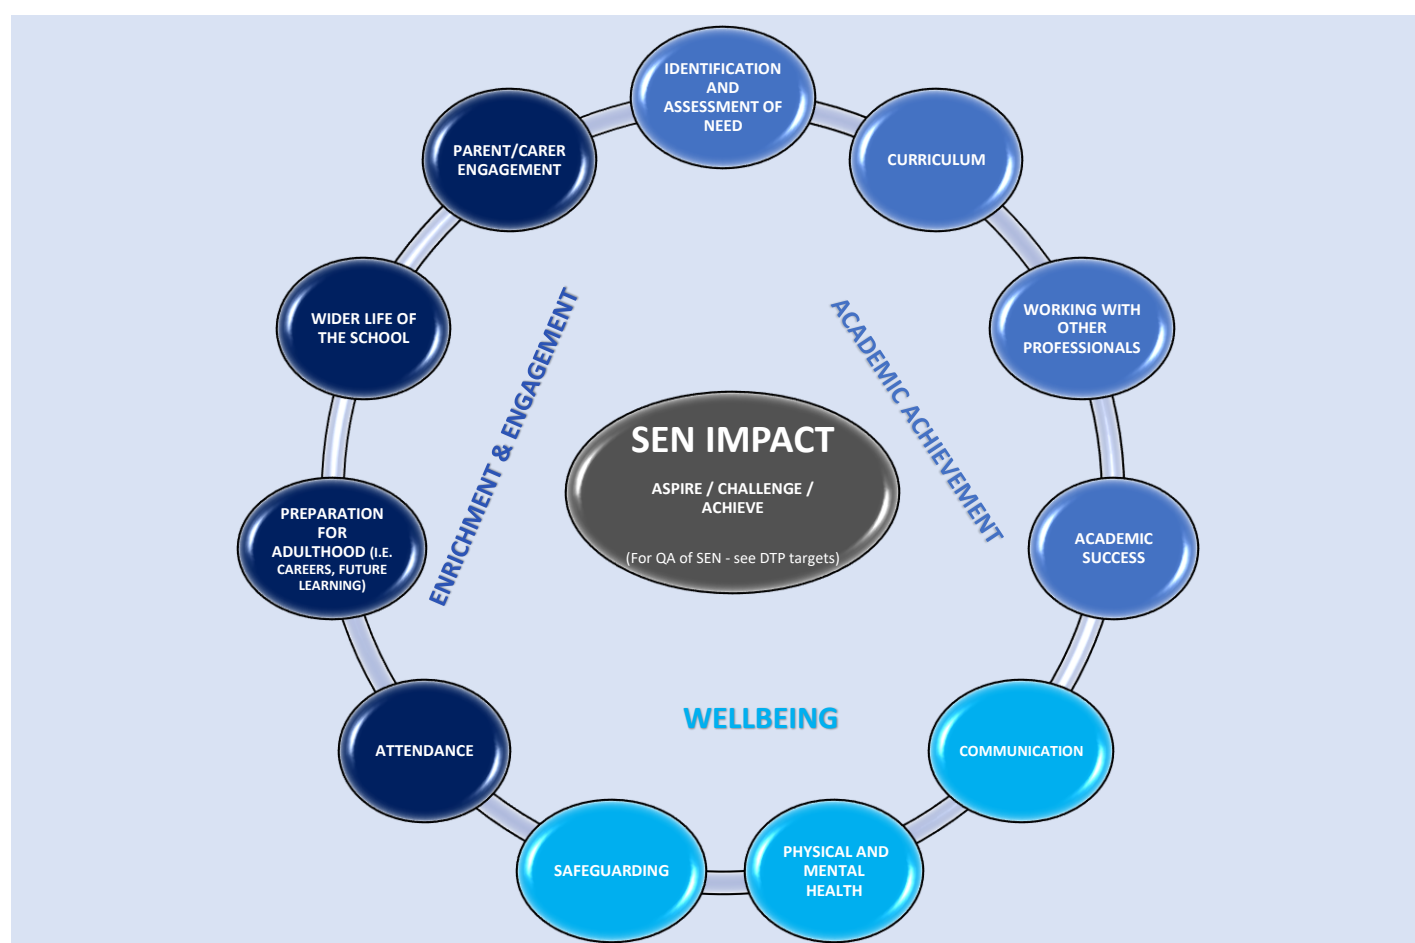 IDENTIFICATION
AND
ASSESSMENT OF
NEED
CURRICULUM
WORKING WITH
OTHER
PROFESSIONALS
ACADEMIC
SUCCESS
COMMUNICATION
PHYSICAL AND
MENTAL
HEALTH
SAFEGUARDING
ATTENDANCE
PREPARATION
FOR
ADULTHOOD (I.E.
CAREERS, FUTURE
LEARNING)
WIDER LIFE OF
THE SCHOOL
PARENT/CARER
ENGAGEMENT
ENRICHMENT & ENGAGEMENT
ACADEMIC ACHIEVEMENT
WELLBEING
SEN IMPACT
ASPIRE / CHALLENGE /
ACHIEVE
(For QA of SEN - see DTP targets)